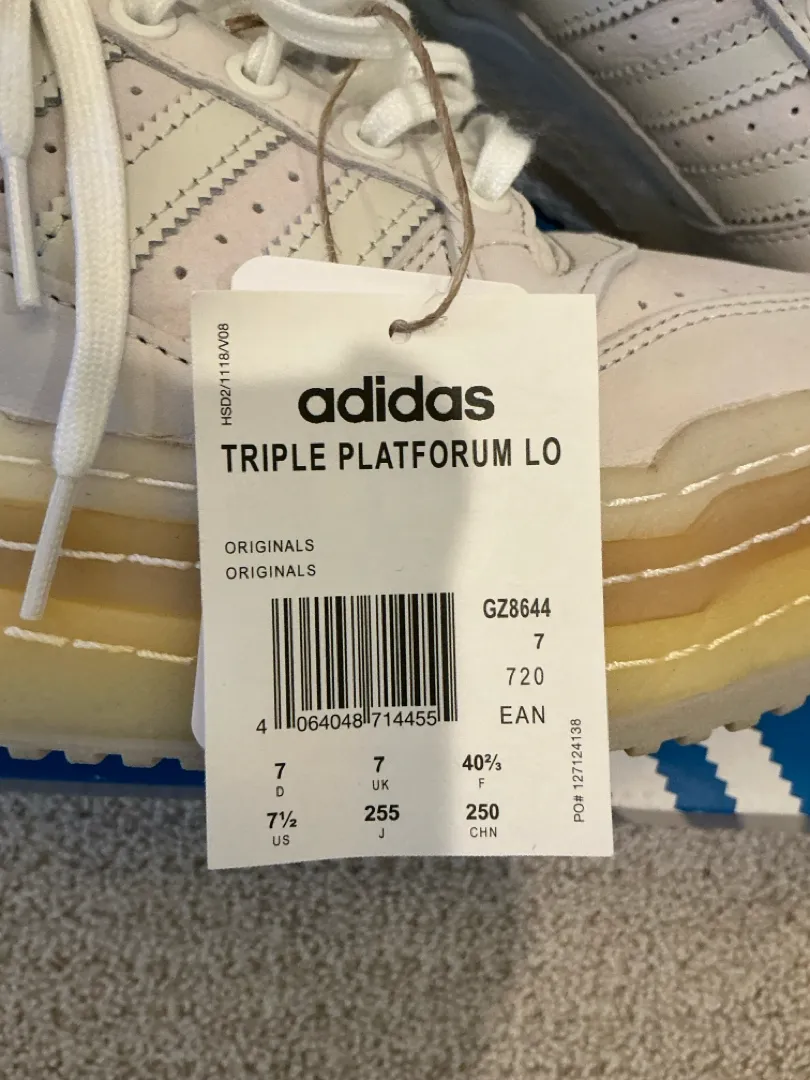 HSD2/1118/V08
adidas
TRIPLE PLATFORUM LO
ORIGINALS
ORIGINALS
GZ8644
7
720
EAN
4 064048 714455
7 7 40⅔
D UK F
7½ 255 250
US J CHN
PO# 127124138